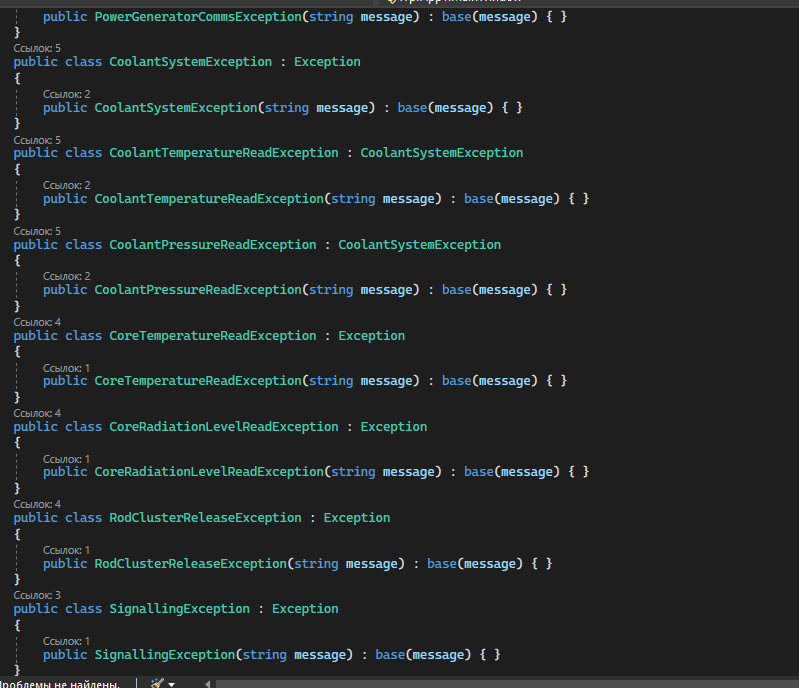 public PowerGeneratorCommsException(string message) : base(message) { }
}
Ссылок: 5
public class CoolantSystemException : Exception
{
Ссылок: 2
public CoolantSystemException(string message) : base(message) { }
}
Ссылок: 5
public class CoolantTemperatureReadException : CoolantSystemException
{
Ссылок: 2
public CoolantTemperatureReadException(string message) : base(message) { }
}
Ссылок: 5
public class CoolantPressureReadException : CoolantSystemException
{
Ссылок: 2
public CoolantPressureReadException(string message) : base(message) { }
}
Ссылок: 4
public class CoreTemperatureReadException : Exception
{
Ссылок: 1
public CoreTemperatureReadException(string message) : base(message) { }
}
Ссылок: 4
public class CoreRadiationLevelReadException : Exception
{
Ссылок: 1
public CoreRadiationLevelReadException(string message) : base(message) { }
}
Ссылок: 4
public class RodClusterReleaseException : Exception
{
Ссылок: 1
public RodClusterReleaseException(string message) : base(message) { }
}
Ссылок: 3
public class SignallingException : Exception
{
Ссылок: 1
public SignallingException(string message) : base(message) { }
}
Проблемы не найдены.